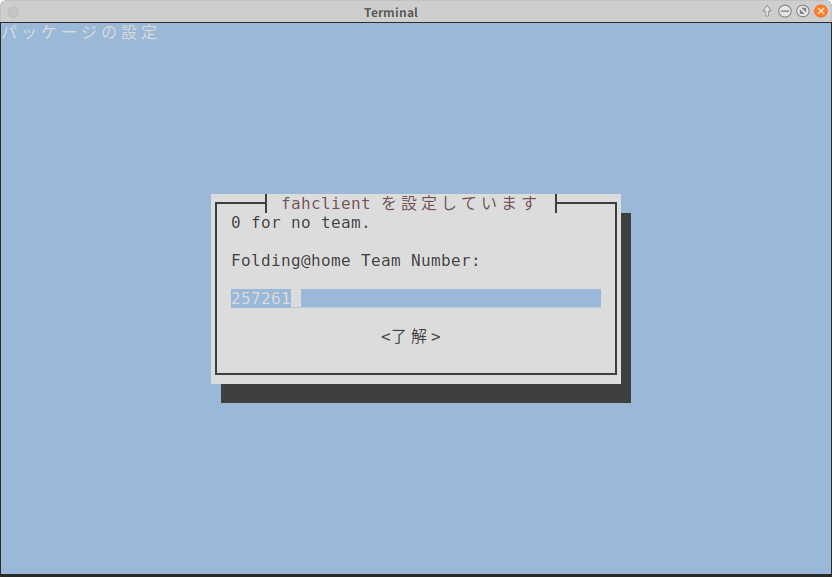 Terminal
パッケージの設定
fahclient を設定しています
0 for no team.
Folding@home Team Number:
257261
<了解>